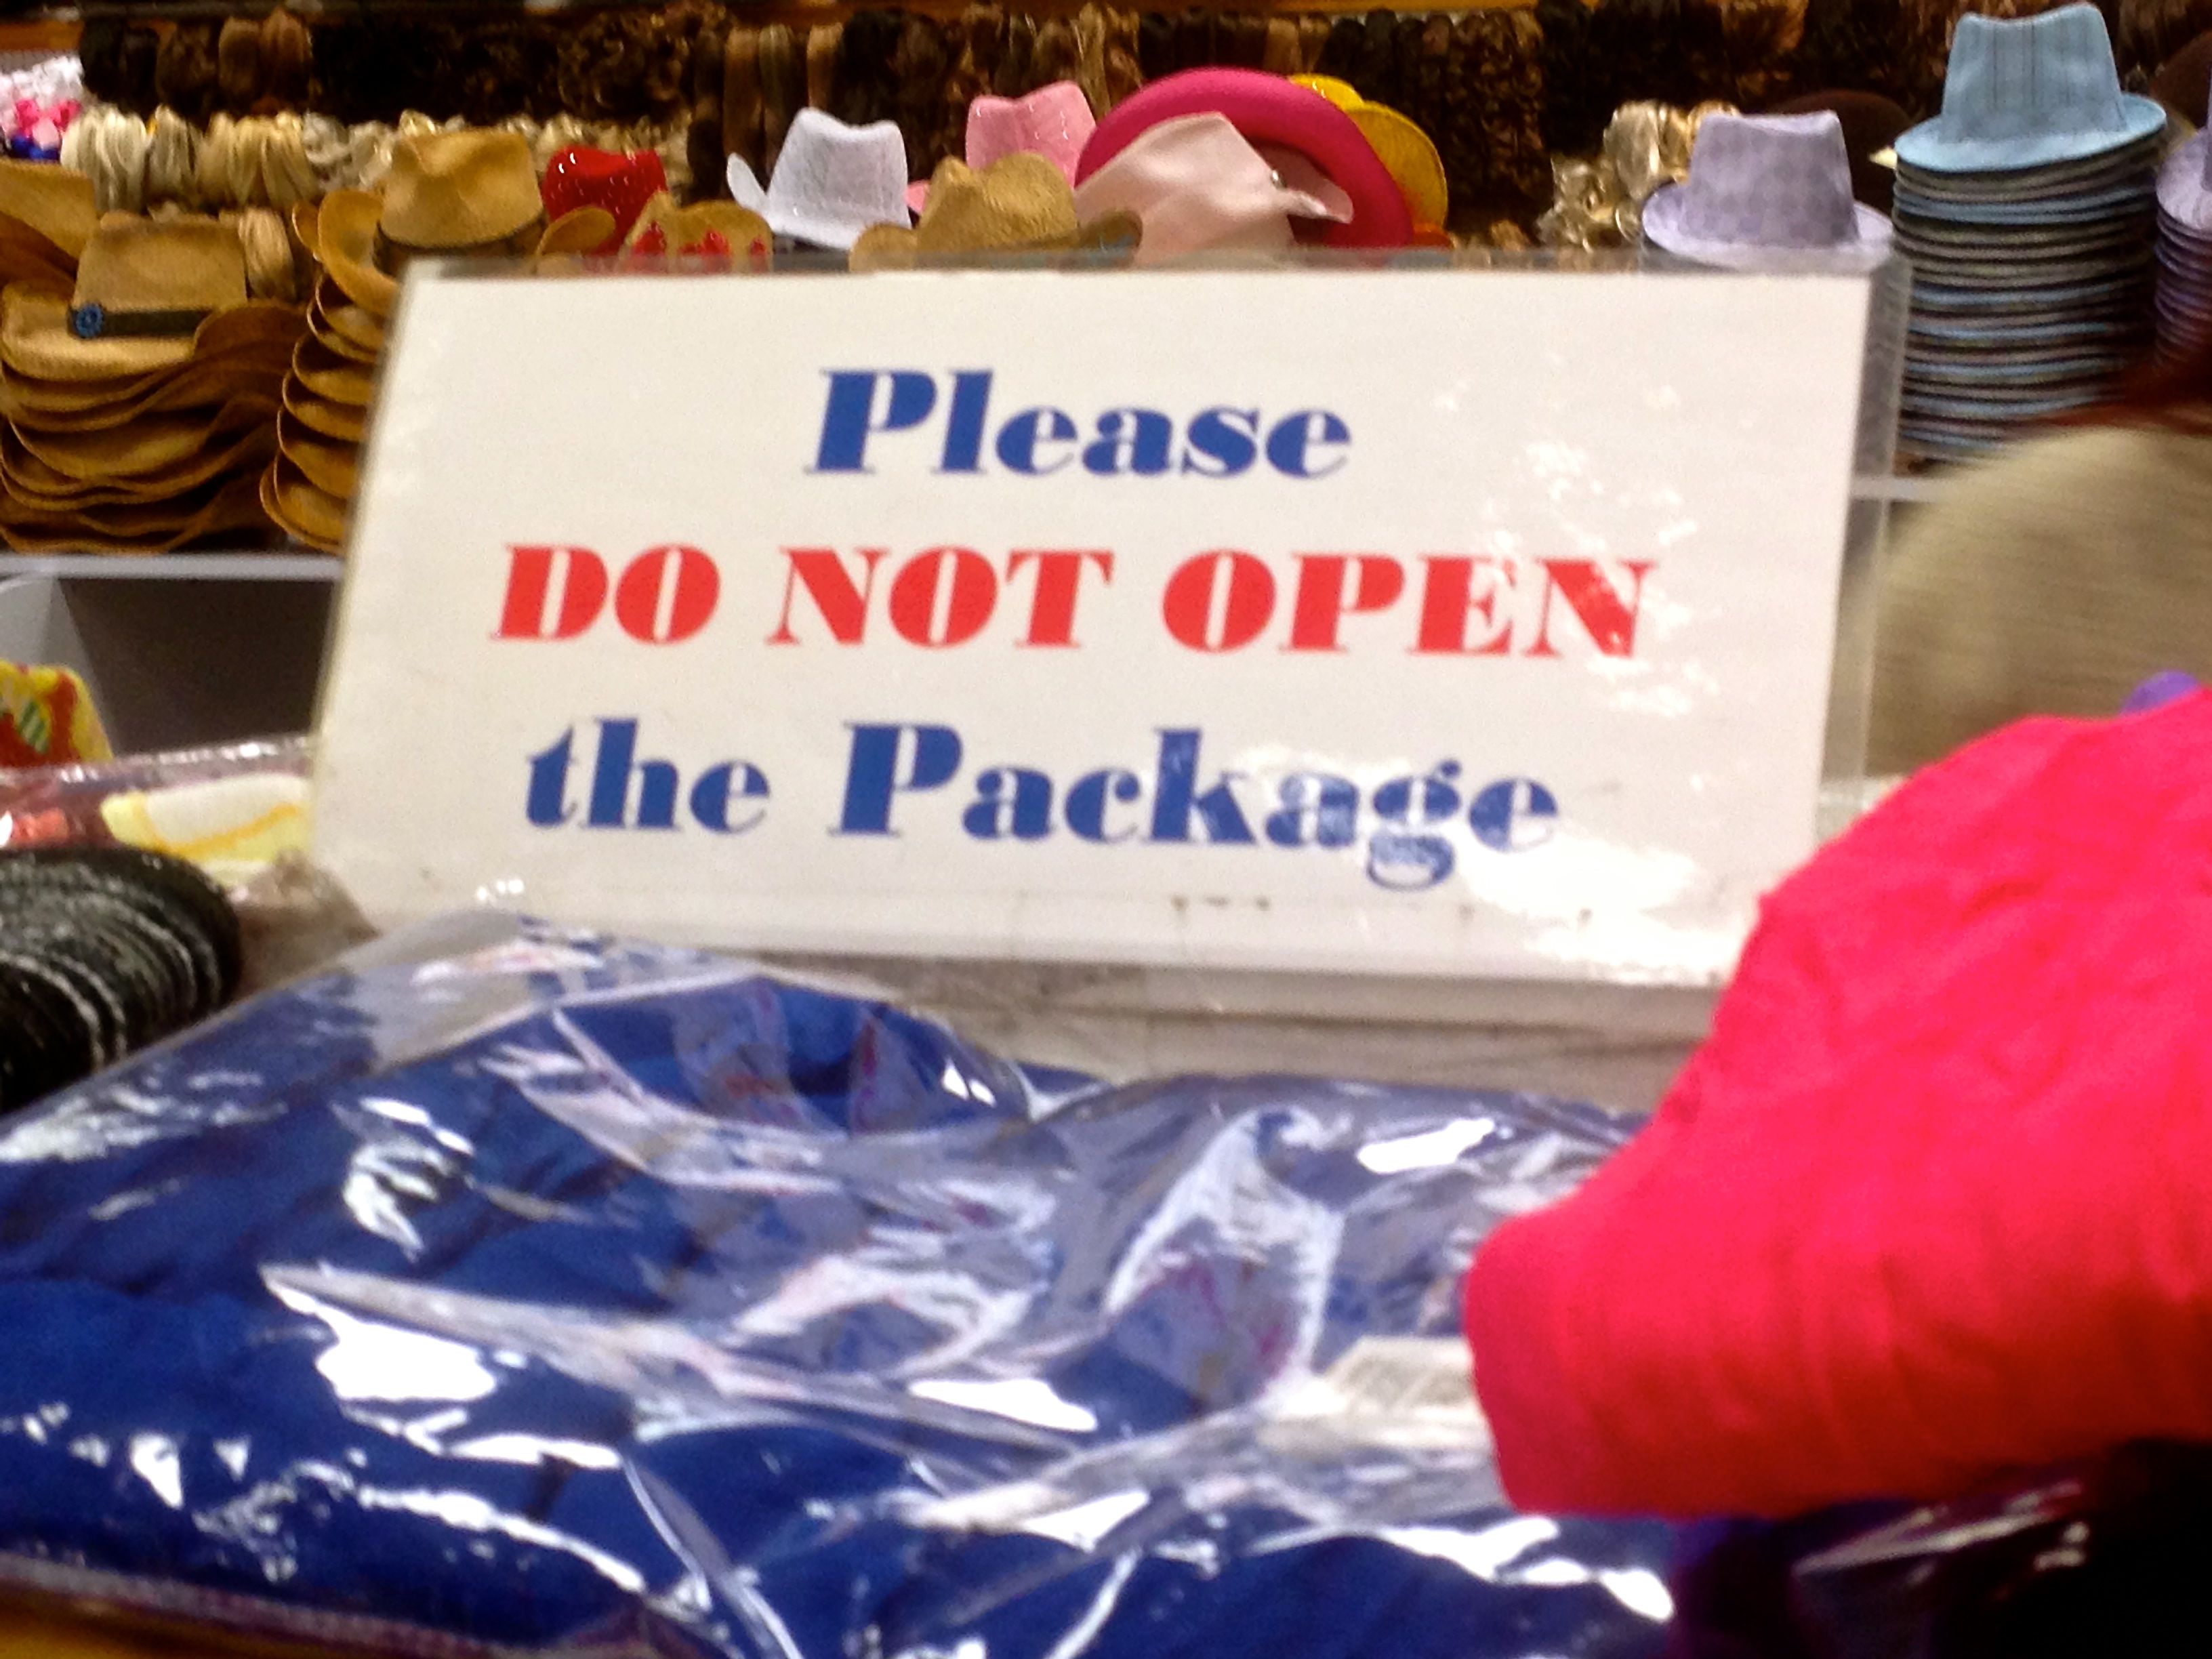 Please
DO NOT OPEN
the Package